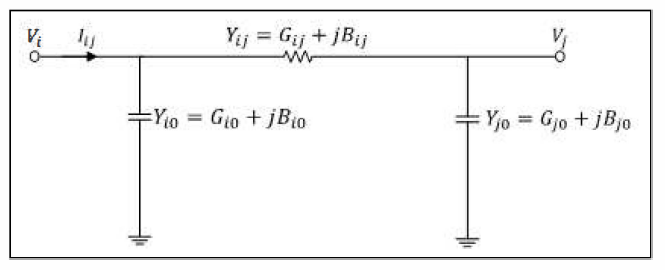 V_i I_ij Y_ij = G_ij + jB_ij V_j
Y_i0 = G_i0 + jB_i0 Y_j0 = G_j0 + jB_j0